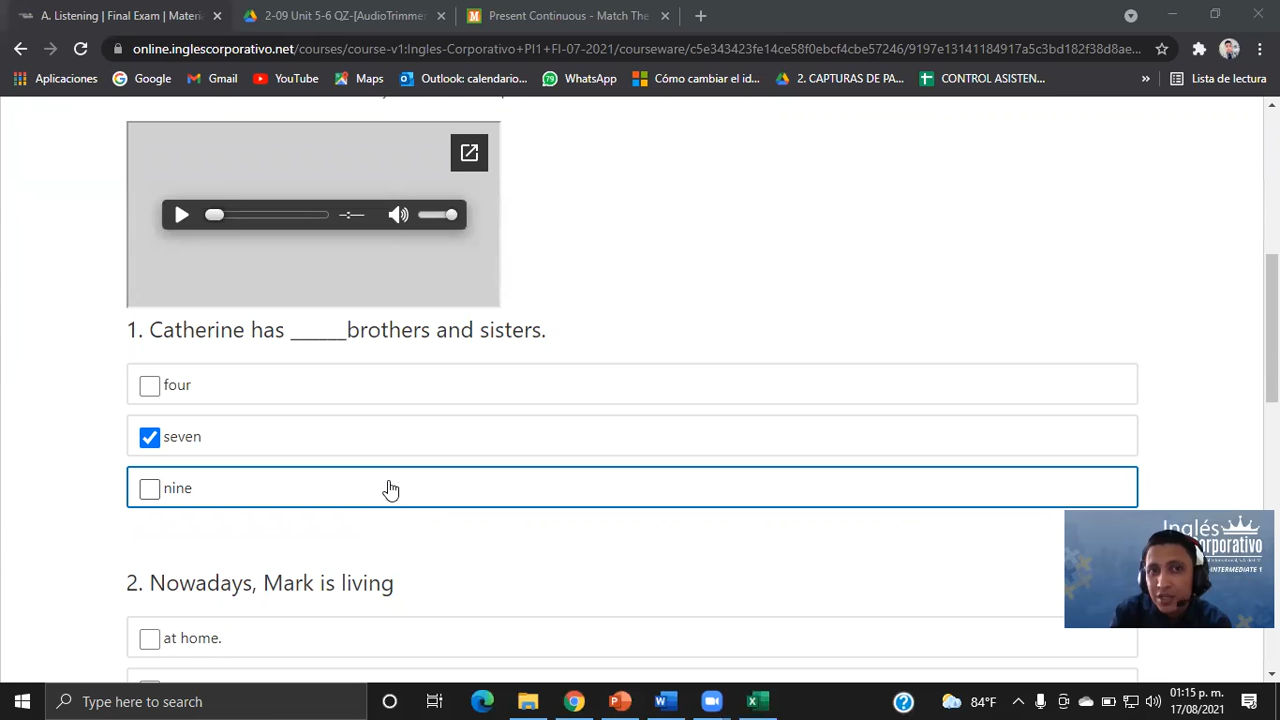 A. Listening | Final Exam | Materi
2-09 Unit 5-6 QZ-[AudioTrimmer
Present Continuous - Match The
online.inglescorporativo.net/courses/course-v1:Ingles-Corporativo+PI1+FI-07-2021/courseware/c5e343423fe14ce58f0ebcf4cbe57246/9197e13141184917a5c3bd182f38d8ae...
Aplicaciones
Google
Gmail
YouTube
Maps
Outlook: calendario...
WhatsApp
Cómo cambiar el id...
2. CAPTURAS DE PA...
CONTROL ASISTEN...
»
Lista de lectura
1. Catherine has ______brothers and sisters.
four
seven
nine
Inglés
orporativo
INTERMEDIATE 1
2. Nowadays, Mark is living
at home.
Type here to search
84°F
01:15 p. m.
17/08/2021